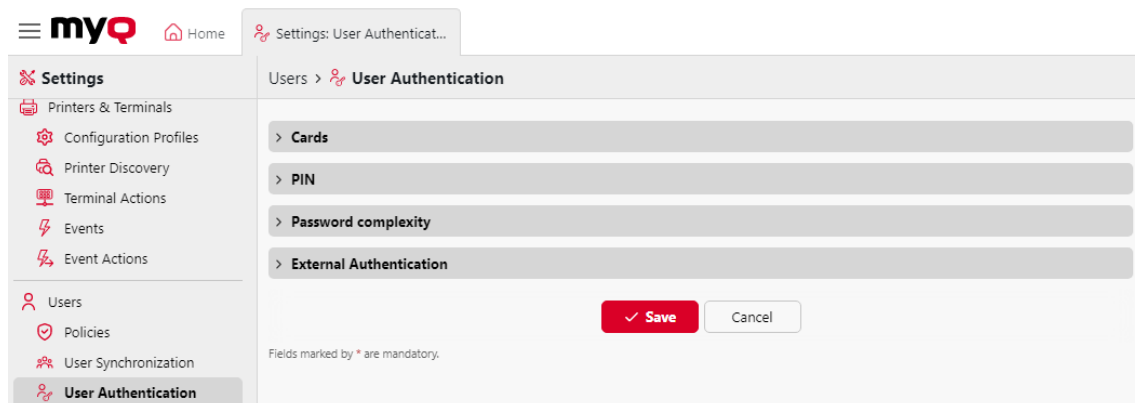 myQ
Home
Settings: User Authenticat...
Settings
Users > User Authentication
Printers & Terminals
Configuration Profiles
Printer Discovery
Terminal Actions
Events
Event Actions
Users
Policies
User Synchronization
User Authentication
> Cards
> PIN
> Password complexity
> External Authentication
Save Cancel
Fields marked by * are mandatory.